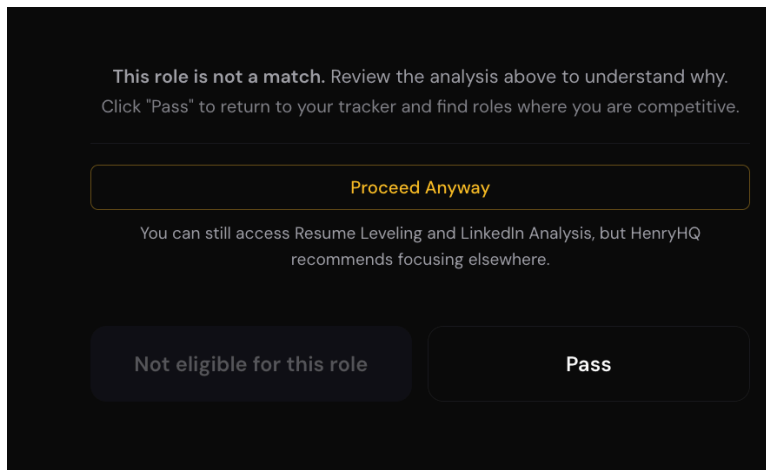 This role is not a match. Review the analysis above to understand why.
Click "Pass" to return to your tracker and find roles where you are competitive.
Proceed Anyway
You can still access Resume Leveling and LinkedIn Analysis, but HenryHQ
recommends focusing elsewhere.
Not eligible for this role
Pass